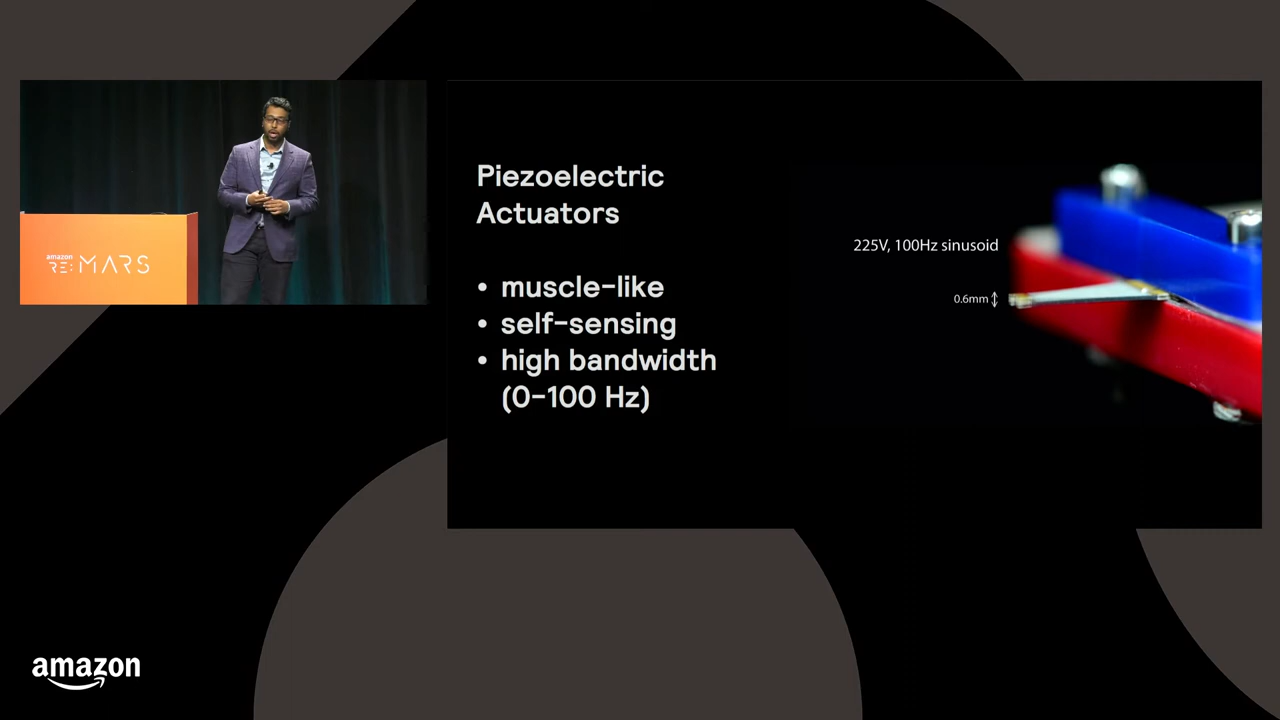 amazon
RE: MARS
Piezoelectric
Actuators
• muscle-like
• self-sensing
• high bandwidth
(0-100 Hz)
225V, 100Hz sinusoid
0.6mm
amazon